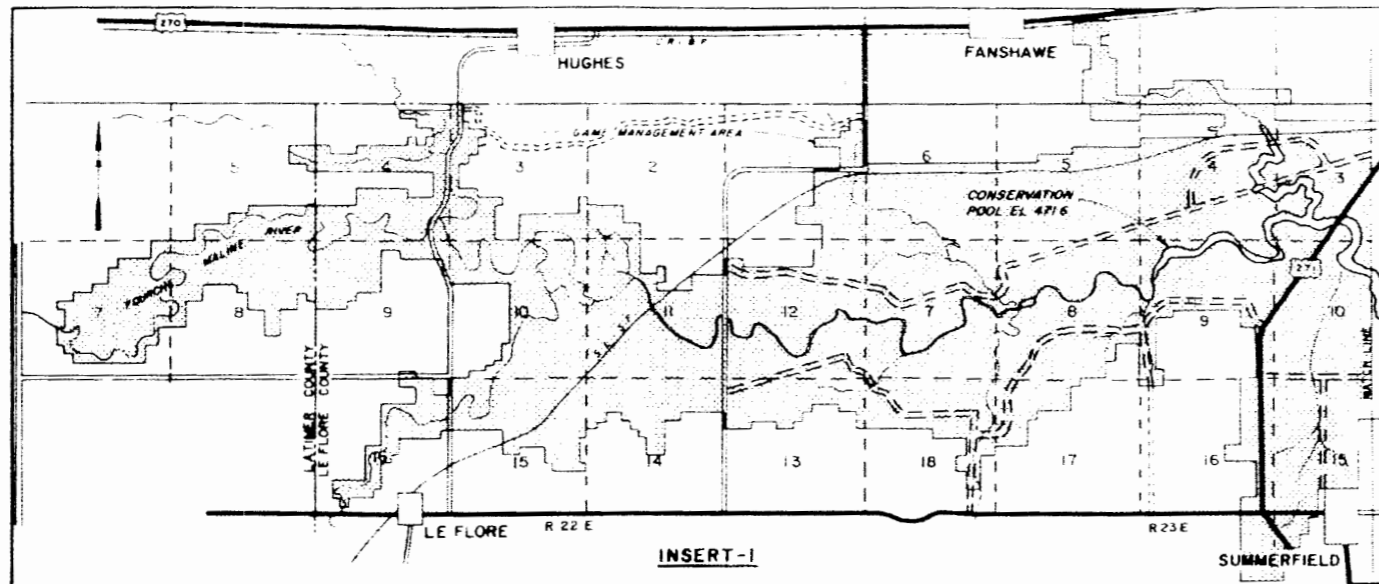 270
HUGHES
FANSHAWE
GAME MANAGEMENT AREA
5
4
3
2
1
6
5
4
3
CONSERVATION
POOL EL 471.6
FOURCHE
MALINE
RIVER
271
7
8
9
10
11
12
7
8
9
10
LATIMER COUNTY
LE FLORE COUNTY
MATCH LINE
16
15
14
13
18
17
16
15
LE FLORE
R 22 E
R 23 E
INSERT-I
SUMMERFIELD